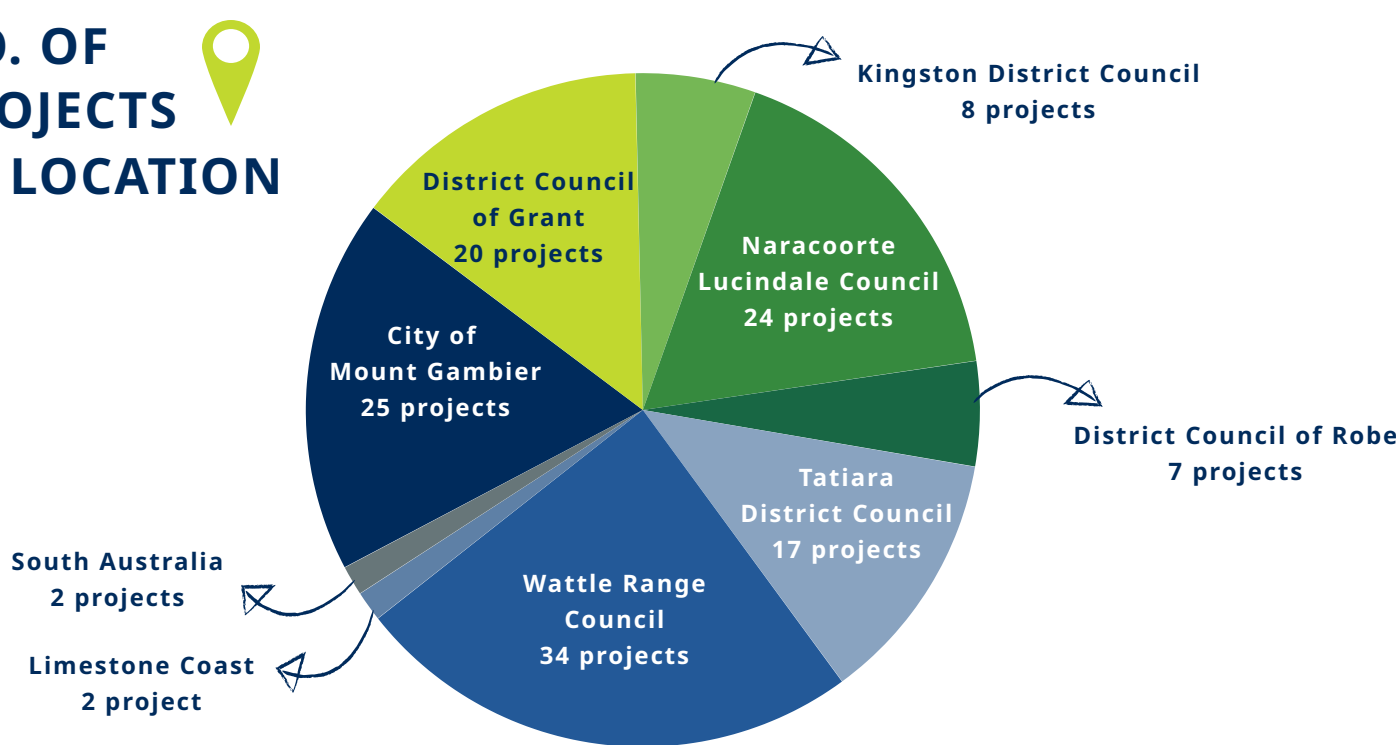 . OF
OJECTS
LOCATION
Kingston District Council
8 projects
District Council
of Grant
20 projects
Naracoorte
Lucindale Council
24 projects
City of
Mount Gambier
25 projects
District Council of Robe
7 projects
Tatiara
District Council
17 projects
South Australia
2 projects
Wattle Range
Council
34 projects
Limestone Coast
2 project